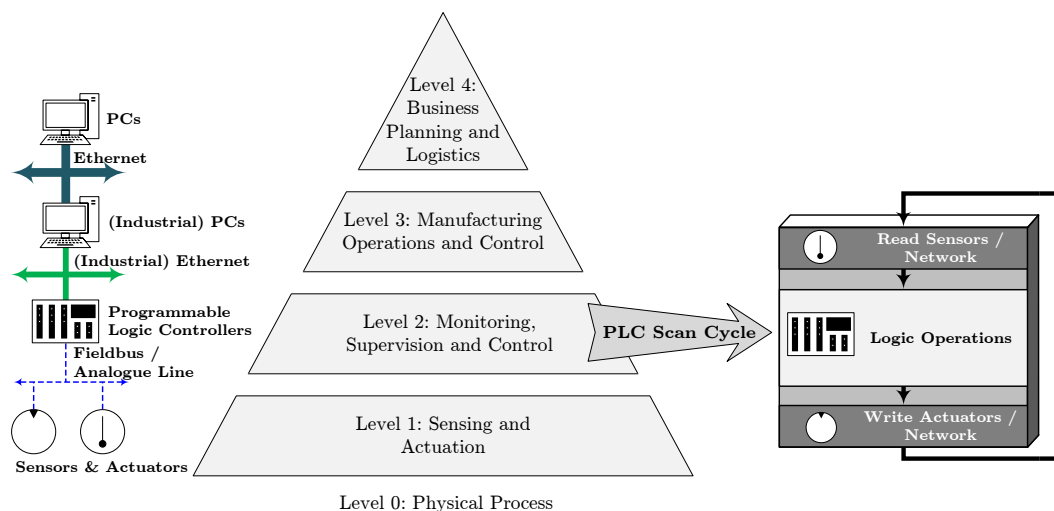 PCs
Ethernet
(Industrial) PCs
(Industrial) Ethernet
Programmable
Logic Controllers
Fieldbus /
Analogue Line
Sensors & Actuators
Level 4:
Business
Planning and
Logistics
Level 3: Manufacturing
Operations and Control
Level 2: Monitoring,
Supervision and Control
Level 1: Sensing and
Actuation
Level 0: Physical Process
PLC Scan Cycle
Read Sensors /
Network
Logic Operations
Write Actuators /
Network